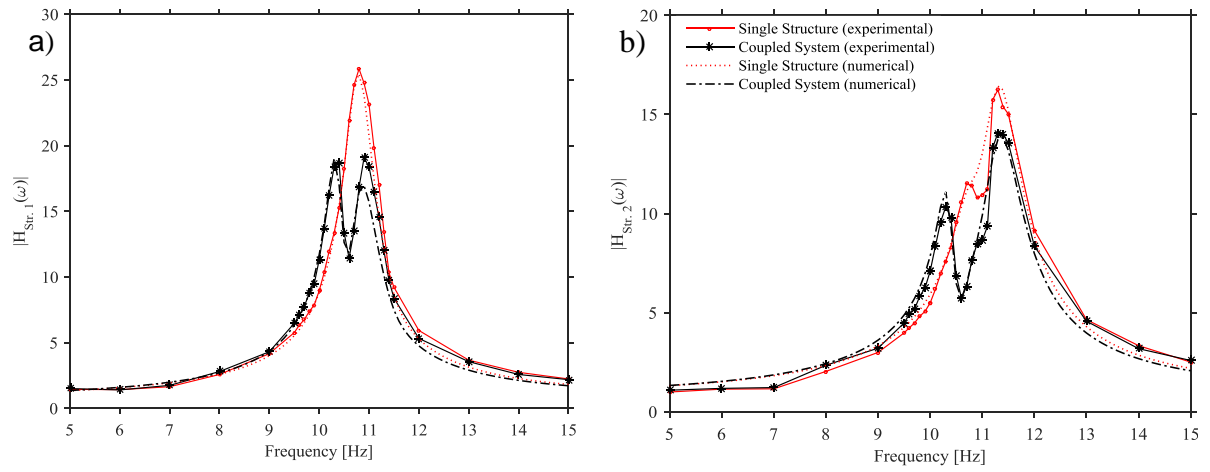 a)
30
25
20
15
10
5
0
|H_Str. 1(ω)|
5 6 7 8 9 10 11 12 13 14 15
Frequency [Hz]
b)
20
15
10
5
0
|H_Str. 2(ω)|
Single Structure (experimental)
Coupled System (experimental)
Single Structure (numerical)
Coupled System (numerical)
5 6 7 8 9 10 11 12 13 14 15
Frequency [Hz]